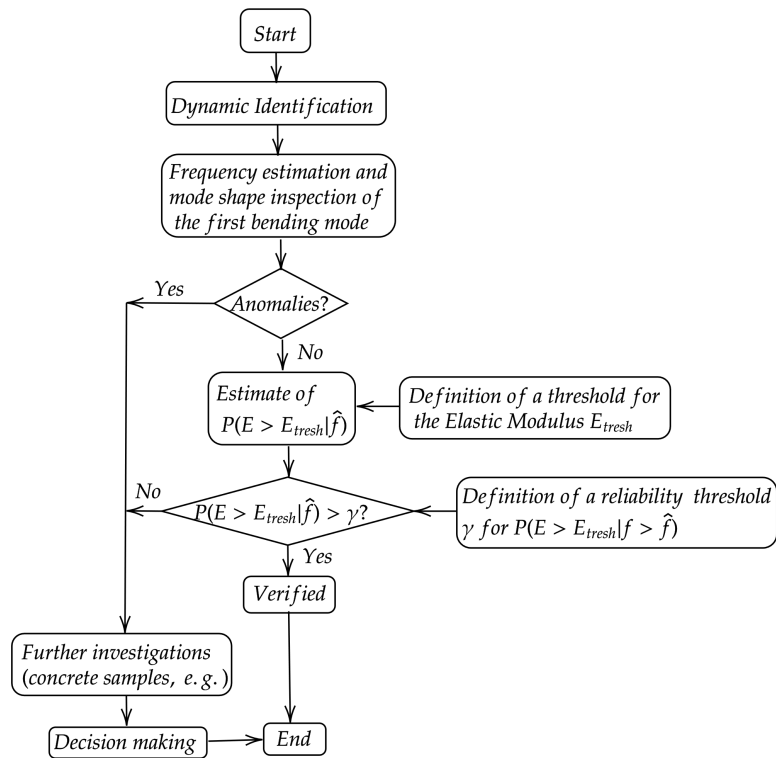 Start
Dynamic Identification
Frequency estimation and
mode shape inspection of
the first bending mode
Yes
Anomalies?
No
Estimate of
P(E > E_tresh|f̂)
Definition of a threshold for
the Elastic Modulus E_tresh
No
P(E > E_tresh|f̂) > γ?
Definition of a reliability threshold
γ for P(E > E_tresh|f > f̂)
Yes
Verified
Further investigations
(concrete samples, e.g.)
Decision making
End